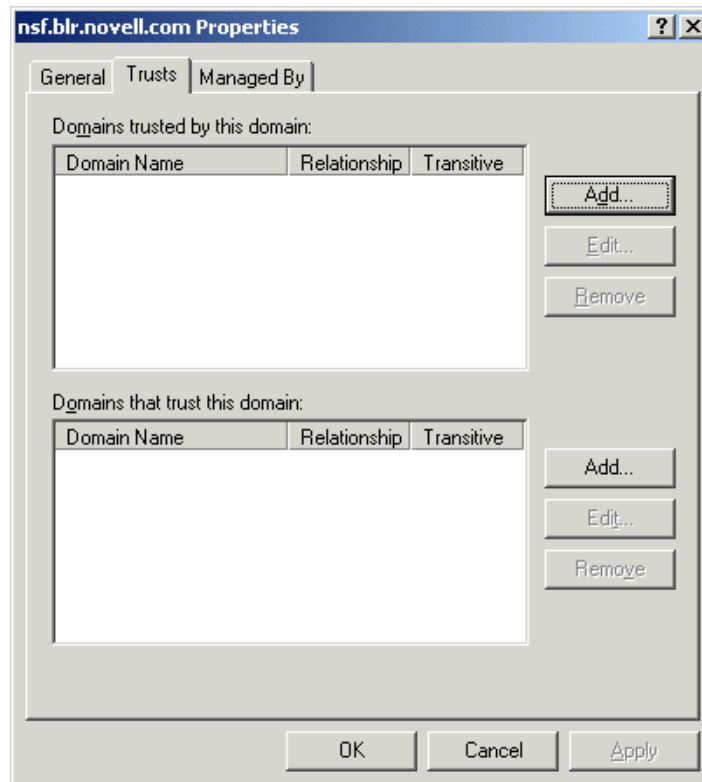 nsf.blr.novell.com Properties
General Trusts Managed By
Domains trusted by this domain:
Domain Name Relationship Transitive
Add...
Edit...
Remove
Domains that trust this domain:
Domain Name Relationship Transitive
Add...
Edit...
Remove
OK Cancel Apply